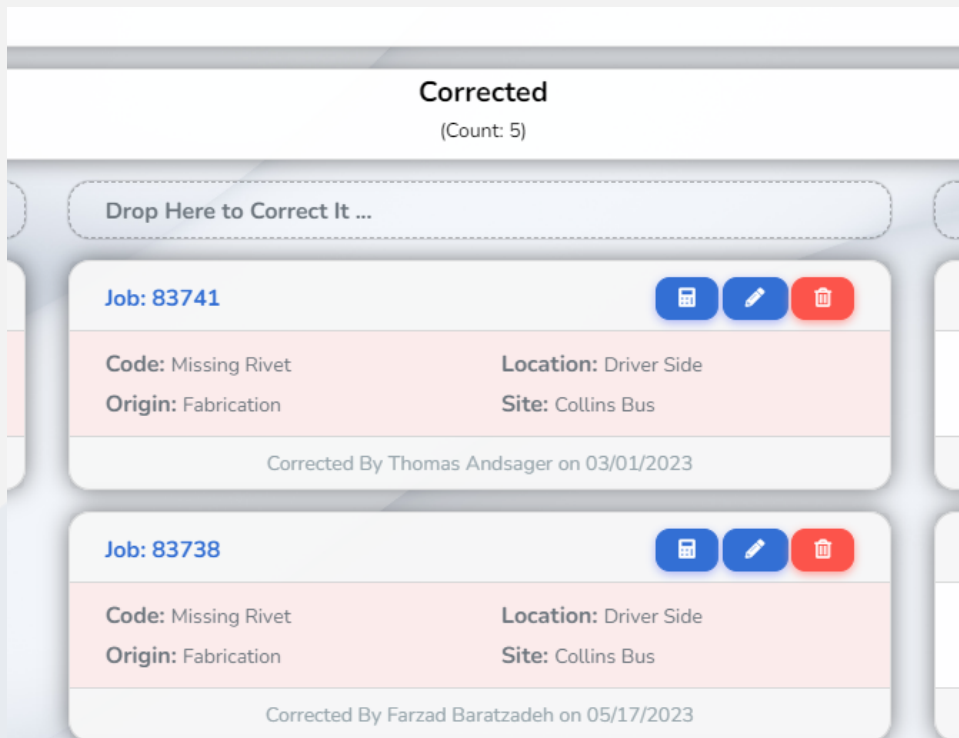 Corrected
(Count: 5)
Drop Here to Correct It ...
Job: 83741
Code: Missing Rivet Location: Driver Side
Origin: Fabrication Site: Collins Bus
Corrected By Thomas Andsager on 03/01/2023
Job: 83738
Code: Missing Rivet Location: Driver Side
Origin: Fabrication Site: Collins Bus
Corrected By Farzad Baratzadeh on 05/17/2023